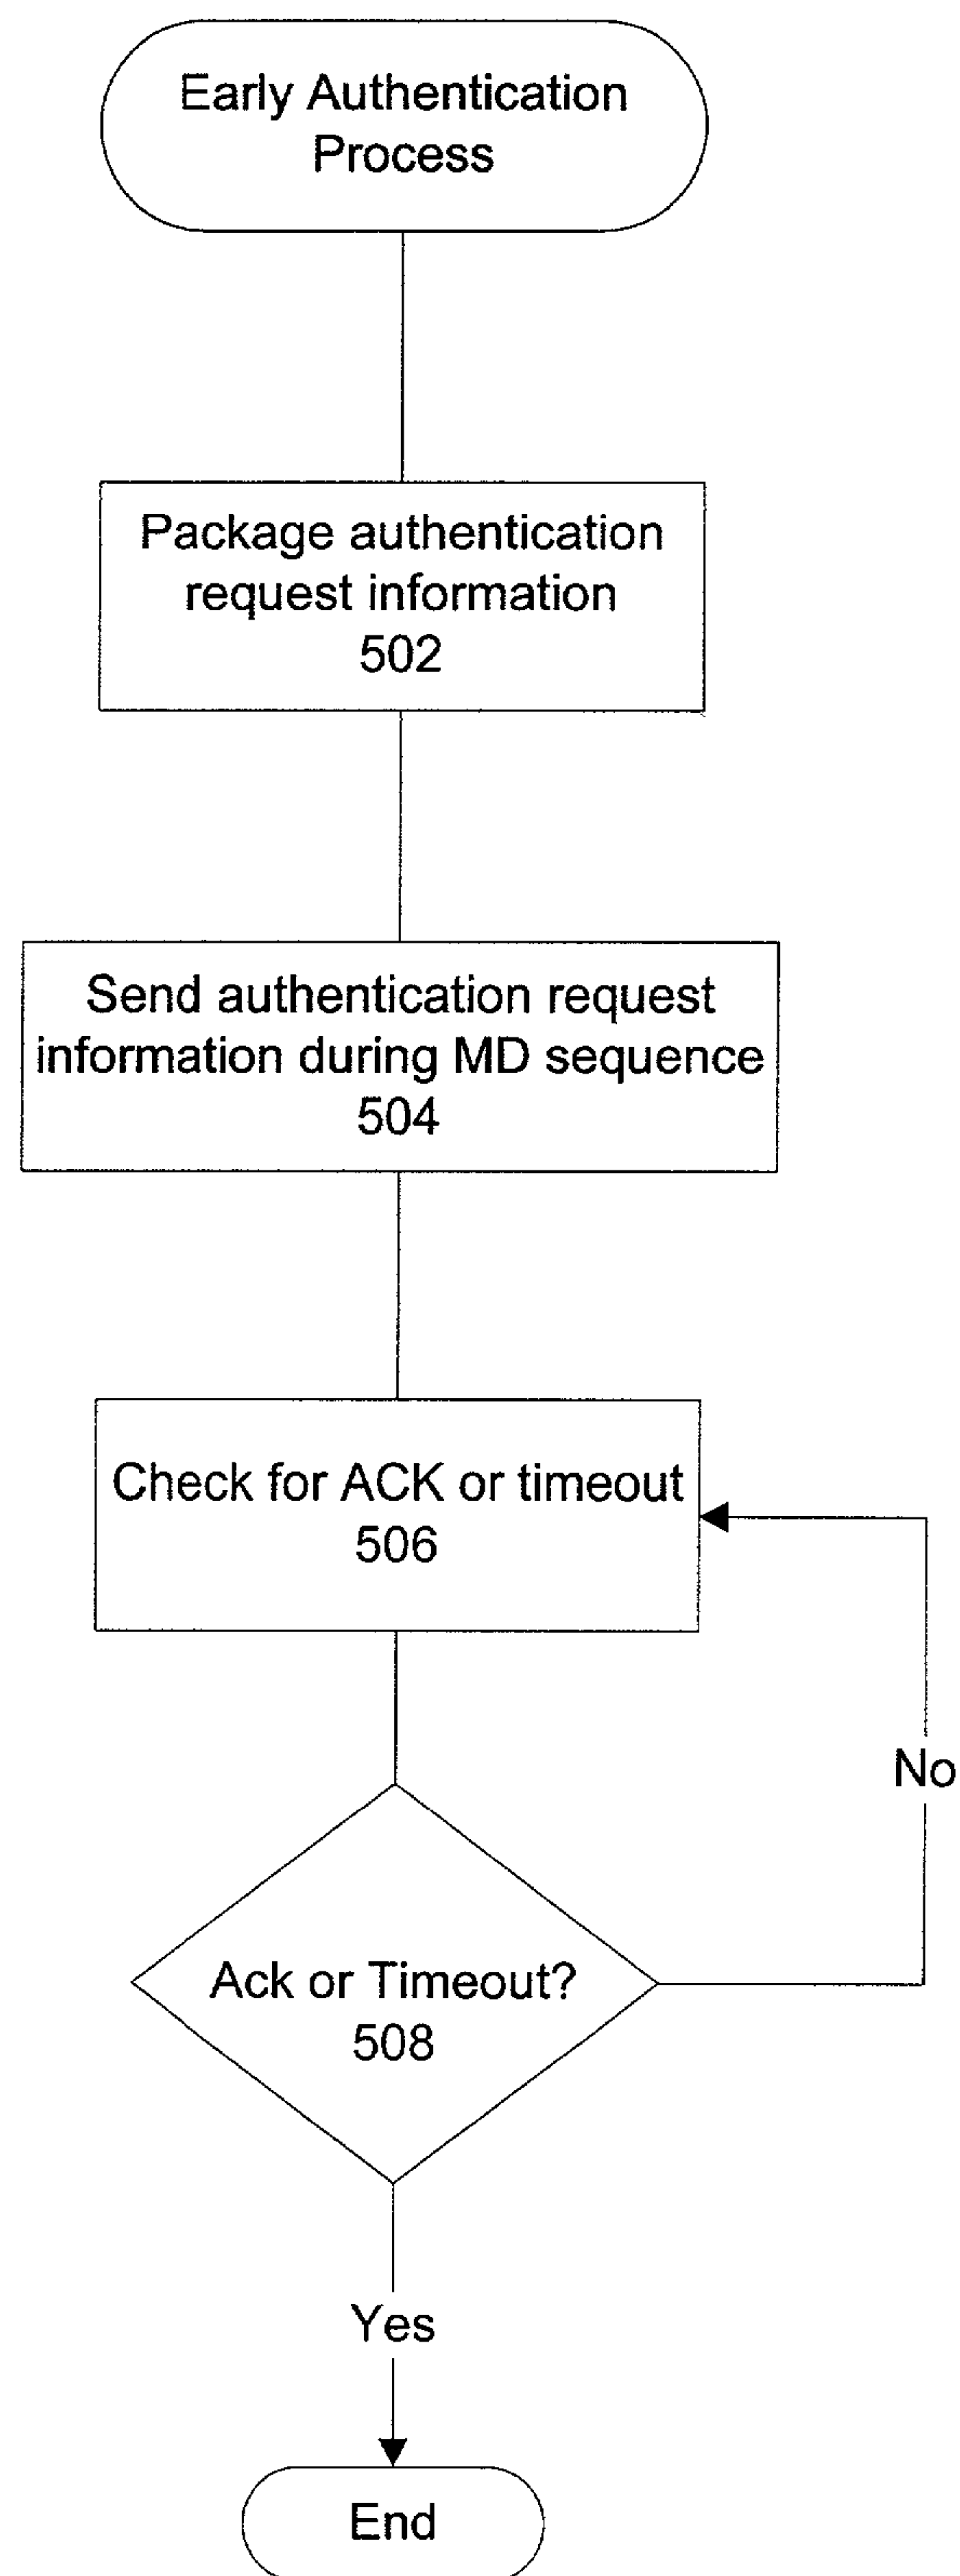 Early Authentication
Process
Package authentication
request information
502
Send authentication request
information during MD sequence
504
Check for ACK or timeout
506
No
Ack or Timeout?
508
Yes
End